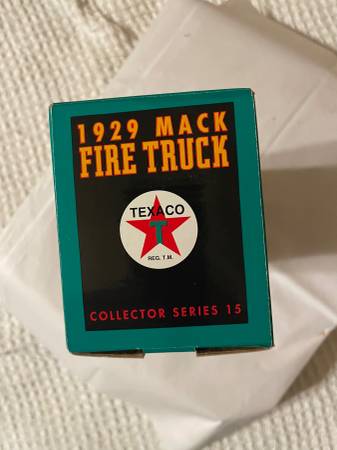 1929 MACK
FIRE TRUCK
TEXACO
T
REG. T.M.
COLLECTOR SERIES 15